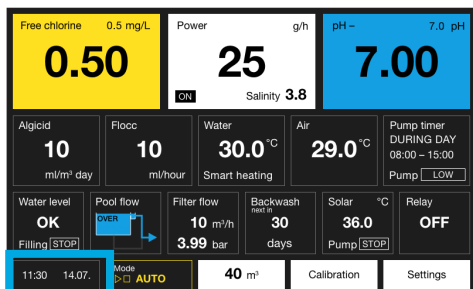 Free chlorine 0.5 mg/L
0.50
Power g/h
25
ON Salinity 3.8
pH – 7.0 pH
7.00
Algicid
10
ml/m³ day
Flocc
10
ml/hour
Water
30.0°C
Smart heating
Air
29.0°C
Pump timer
DURING DAY
08:00 – 15:00
Pump LOW
Water level
OK
Filling STOP
Pool flow
OVER
Filter flow
10 m³/h
3.99 bar
Backwash
next in
30
days
Solar °C
36.0
Pump STOP
Relay
OFF
11:30 14.07.
Mode
AUTO
40 m³
Calibration
Settings